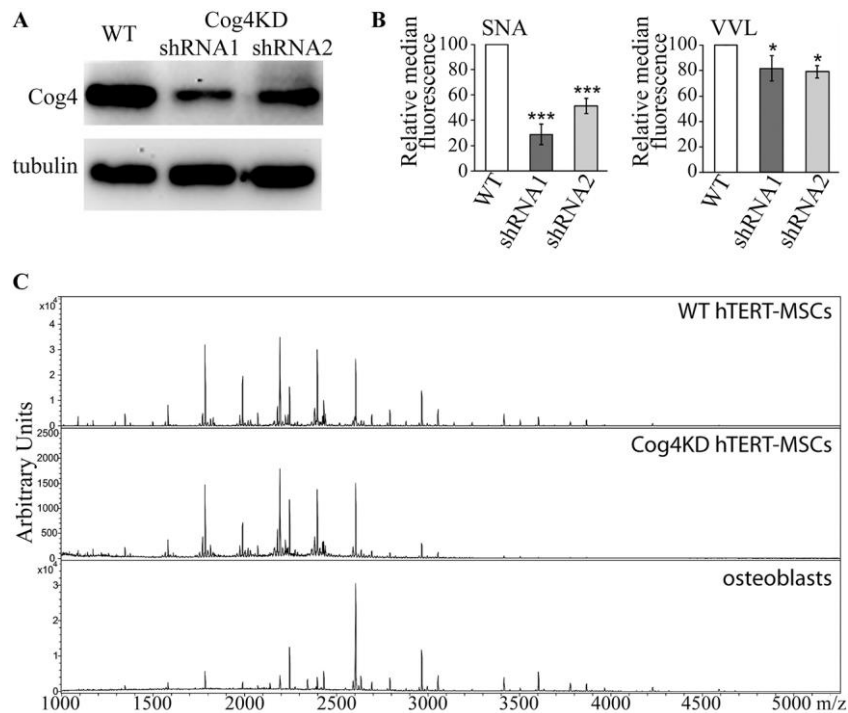 A
WT
Cog4KD
shRNA1 shRNA2
Cog4
tubulin
B
SNA
Relative median
fluorescence
100
80
60
40
20
0
***
***
WT
shRNA1
shRNA2
VVL
Relative median
fluorescence
100
80
60
40
20
0
*
*
WT
shRNA1
shRNA2
C
Arbitrary Units
x10⁴
4
3
2
1
0
WT hTERT-MSCs
2500
2000
1500
1000
500
0
Cog4KD hTERT-MSCs
x10⁴
3
2
1
0
osteoblasts
1000 1500 2000 2500 3000 3500 4000 4500 5000 m/z